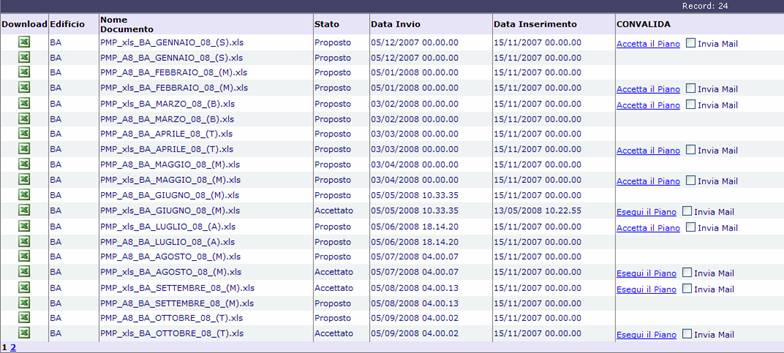 Record: 24
Download Edificio Nome Documento Stato Data Invio Data Inserimento CONVALIDA
BA PMP_xls_BA_GENNAIO_08_(S).xls Proposto 05/12/2007 00.00.00 15/11/2007 00.00.00 Accetta il Piano Invia Mail
BA PMP_A8_BA_GENNAIO_08_(S).xls Proposto 05/12/2007 00.00.00 15/11/2007 00.00.00
BA PMP_A8_BA_FEBBRAIO_08_(M).xls Proposto 05/01/2008 00.00.00 15/11/2007 00.00.00
BA PMP_xls_BA_FEBBRAIO_08_(M).xls Proposto 05/01/2008 00.00.00 15/11/2007 00.00.00 Accetta il Piano Invia Mail
BA PMP_xls_BA_MARZO_08_(B).xls Proposto 03/02/2008 00.00.00 15/11/2007 00.00.00 Accetta il Piano Invia Mail
BA PMP_A8_BA_MARZO_08_(B).xls Proposto 03/02/2008 00.00.00 15/11/2007 00.00.00
BA PMP_A8_BA_APRILE_08_(T).xls Proposto 03/03/2008 00.00.00 15/11/2007 00.00.00
BA PMP_xls_BA_APRILE_08_(T).xls Proposto 03/03/2008 00.00.00 15/11/2007 00.00.00 Accetta il Piano Invia Mail
BA PMP_A8_BA_MAGGIO_08_(M).xls Proposto 03/04/2008 00.00.00 15/11/2007 00.00.00
BA PMP_xls_BA_MAGGIO_08_(M).xls Proposto 03/04/2008 00.00.00 15/11/2007 00.00.00 Accetta il Piano Invia Mail
BA PMP_A8_BA_GIUGNO_08_(M).xls Proposto 05/05/2008 10.33.35 15/11/2007 00.00.00
BA PMP_xls_BA_GIUGNO_08_(M).xls Accettato 05/05/2008 10.33.35 13/05/2008 10.22.55 Esegui il Piano Invia Mail
BA PMP_xls_BA_LUGLIO_08_(A).xls Proposto 05/06/2008 18.14.20 15/11/2007 00.00.00 Accetta il Piano Invia Mail
BA PMP_A8_BA_LUGLIO_08_(A).xls Proposto 05/06/2008 18.14.20 15/11/2007 00.00.00
BA PMP_A8_BA_AGOSTO_08_(M).xls Proposto 05/07/2008 04.00.07 15/11/2007 00.00.00
BA PMP_xls_BA_AGOSTO_08_(M).xls Accettato 05/07/2008 04.00.07 15/11/2007 00.00.00 Esegui il Piano Invia Mail
BA PMP_xls_BA_SETTEMBRE_08_(M).xls Accettato 05/08/2008 04.00.13 15/11/2007 00.00.00 Esegui il Piano Invia Mail
BA PMP_A8_BA_SETTEMBRE_08_(M).xls Proposto 05/08/2008 04.00.13 15/11/2007 00.00.00
BA PMP_A8_BA_OTTOBRE_08_(T).xls Proposto 05/09/2008 04.00.02 15/11/2007 00.00.00
BA PMP_xls_BA_OTTOBRE_08_(T).xls Accettato 05/09/2008 04.00.02 15/11/2007 00.00.00 Esegui il Piano Invia Mail
1 2